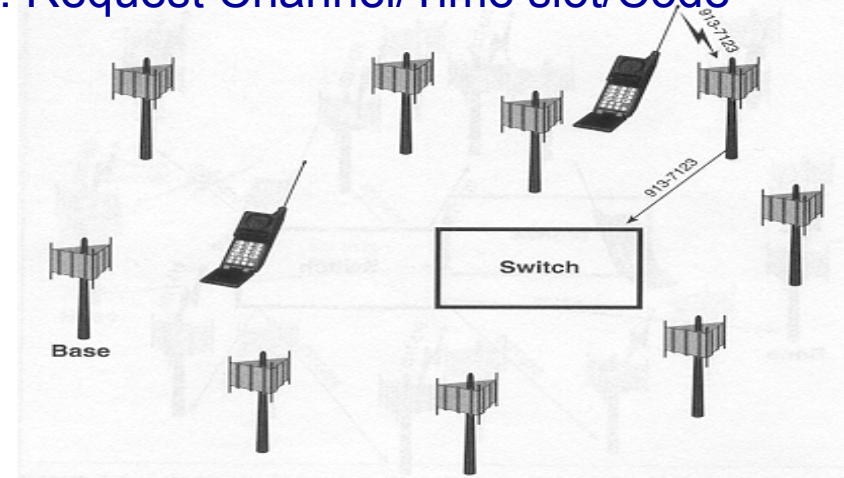 . Request Channel/Time slot/Code
913-7123
913-7123
Switch
Base